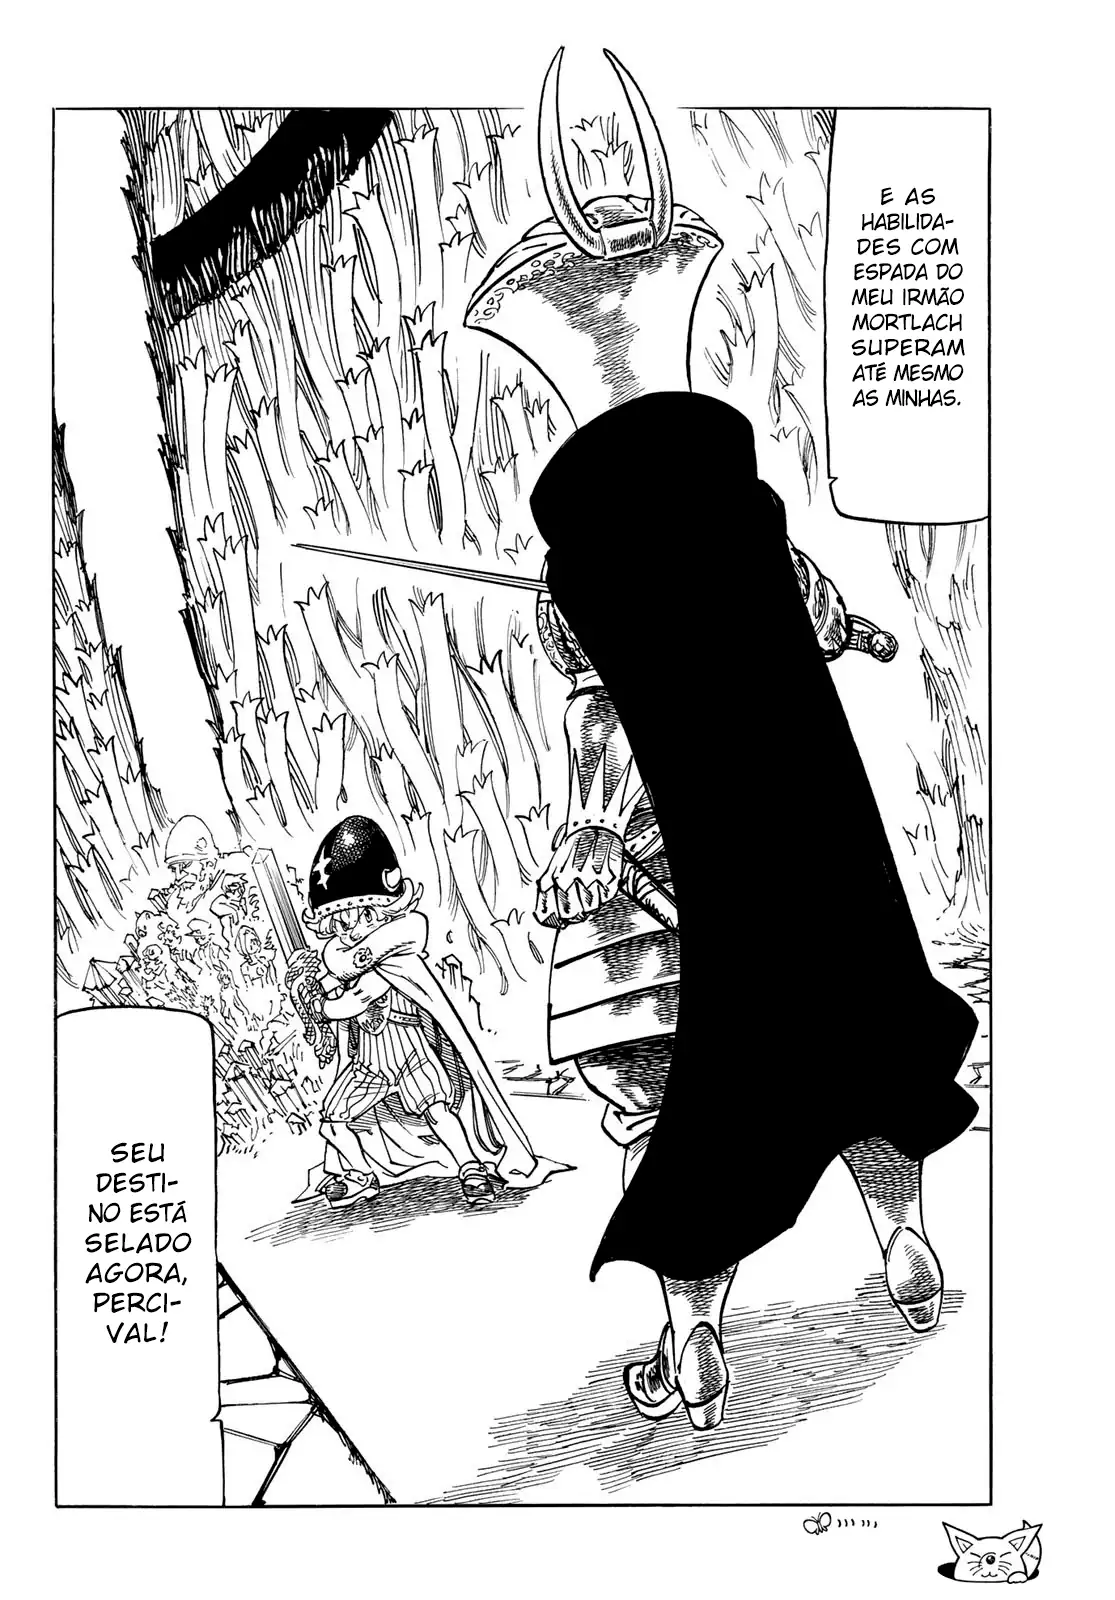 E AS
HABILIDA-
DES COM
ESPADA DO
MEU IRMÃO
MORTLACH
SUPERAM
ATÉ MESMO
AS MINHAS.
SEU
DESTI-
NO ESTÁ
SELADO
AGORA,
PERCI-
VAL!